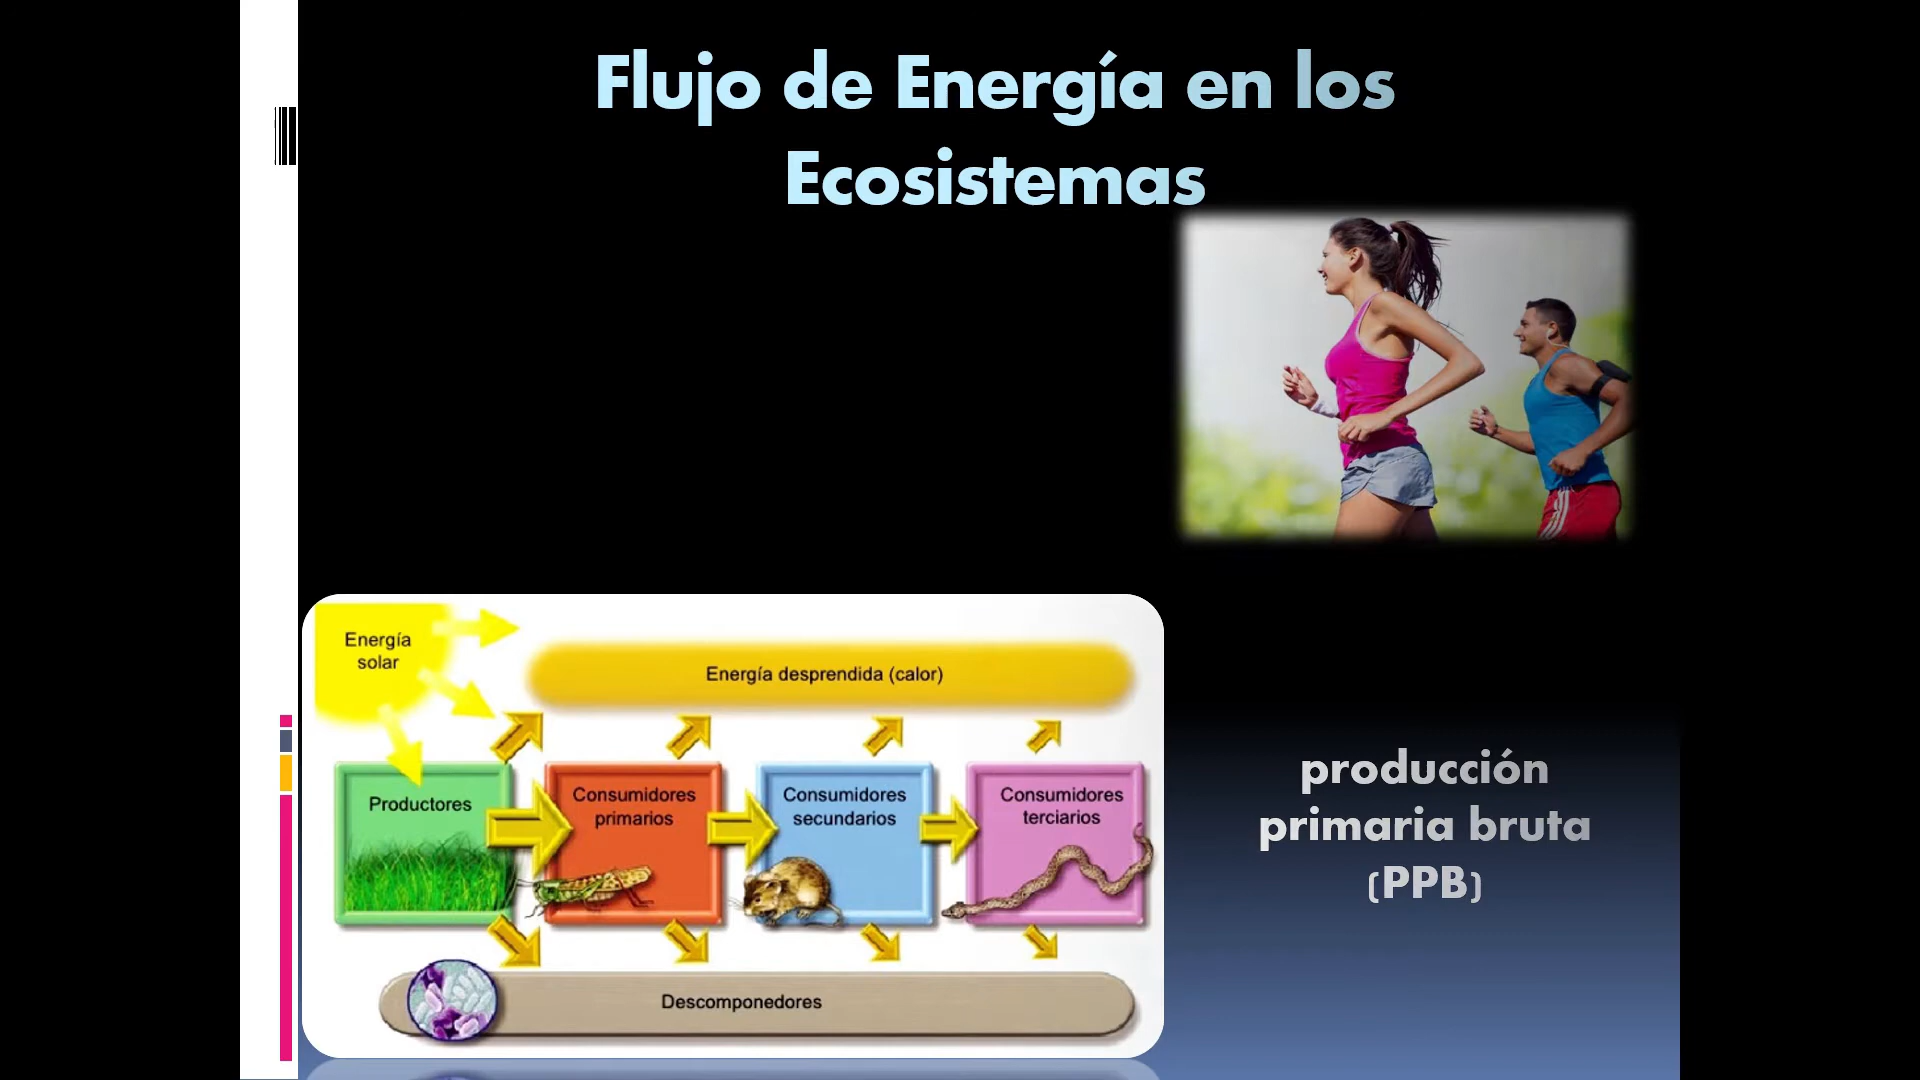 Flujo de Energía en los
Ecosistemas
Energía
solar
Energía desprendida (calor)
Productores
Consumidores
primarios
Consumidores
secundarios
Consumidores
terciarios
Descomponedores
producción
primaria bruta
(PPB)